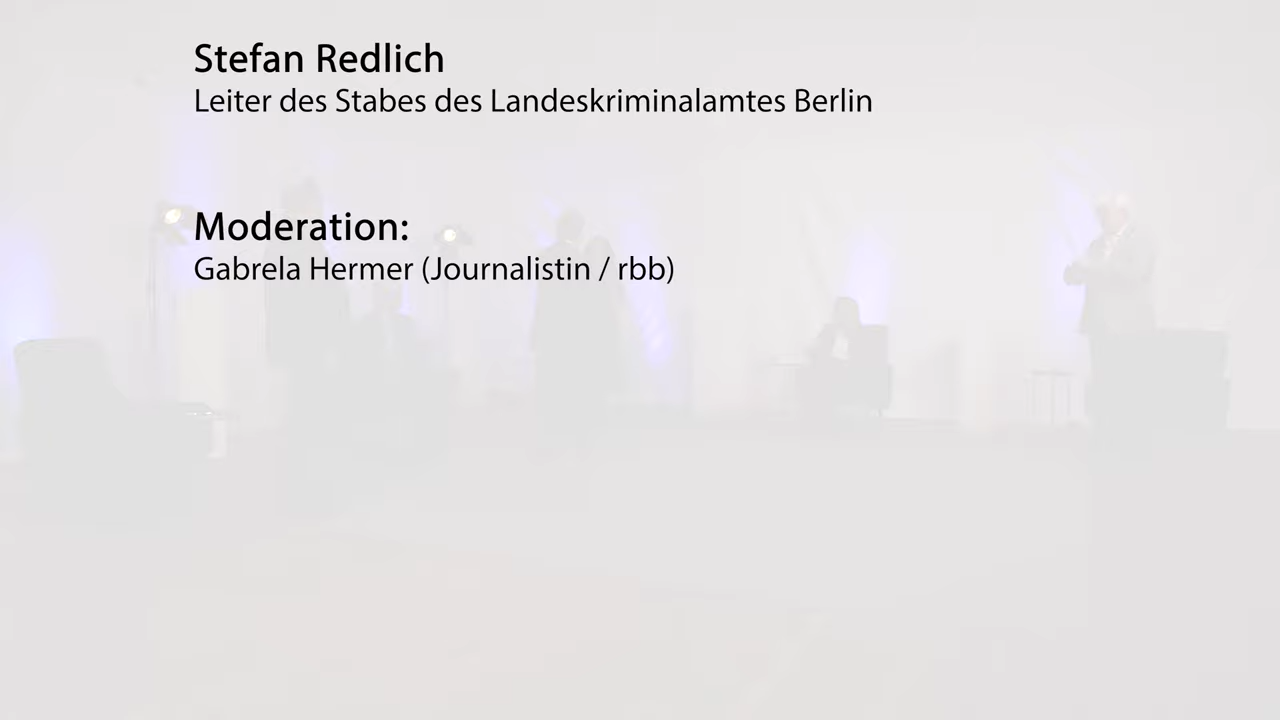 Stefan Redlich
Leiter des Stabes des Landeskriminalamtes Berlin
Moderation:
Gabrela Hermer (Journalistin / rbb)